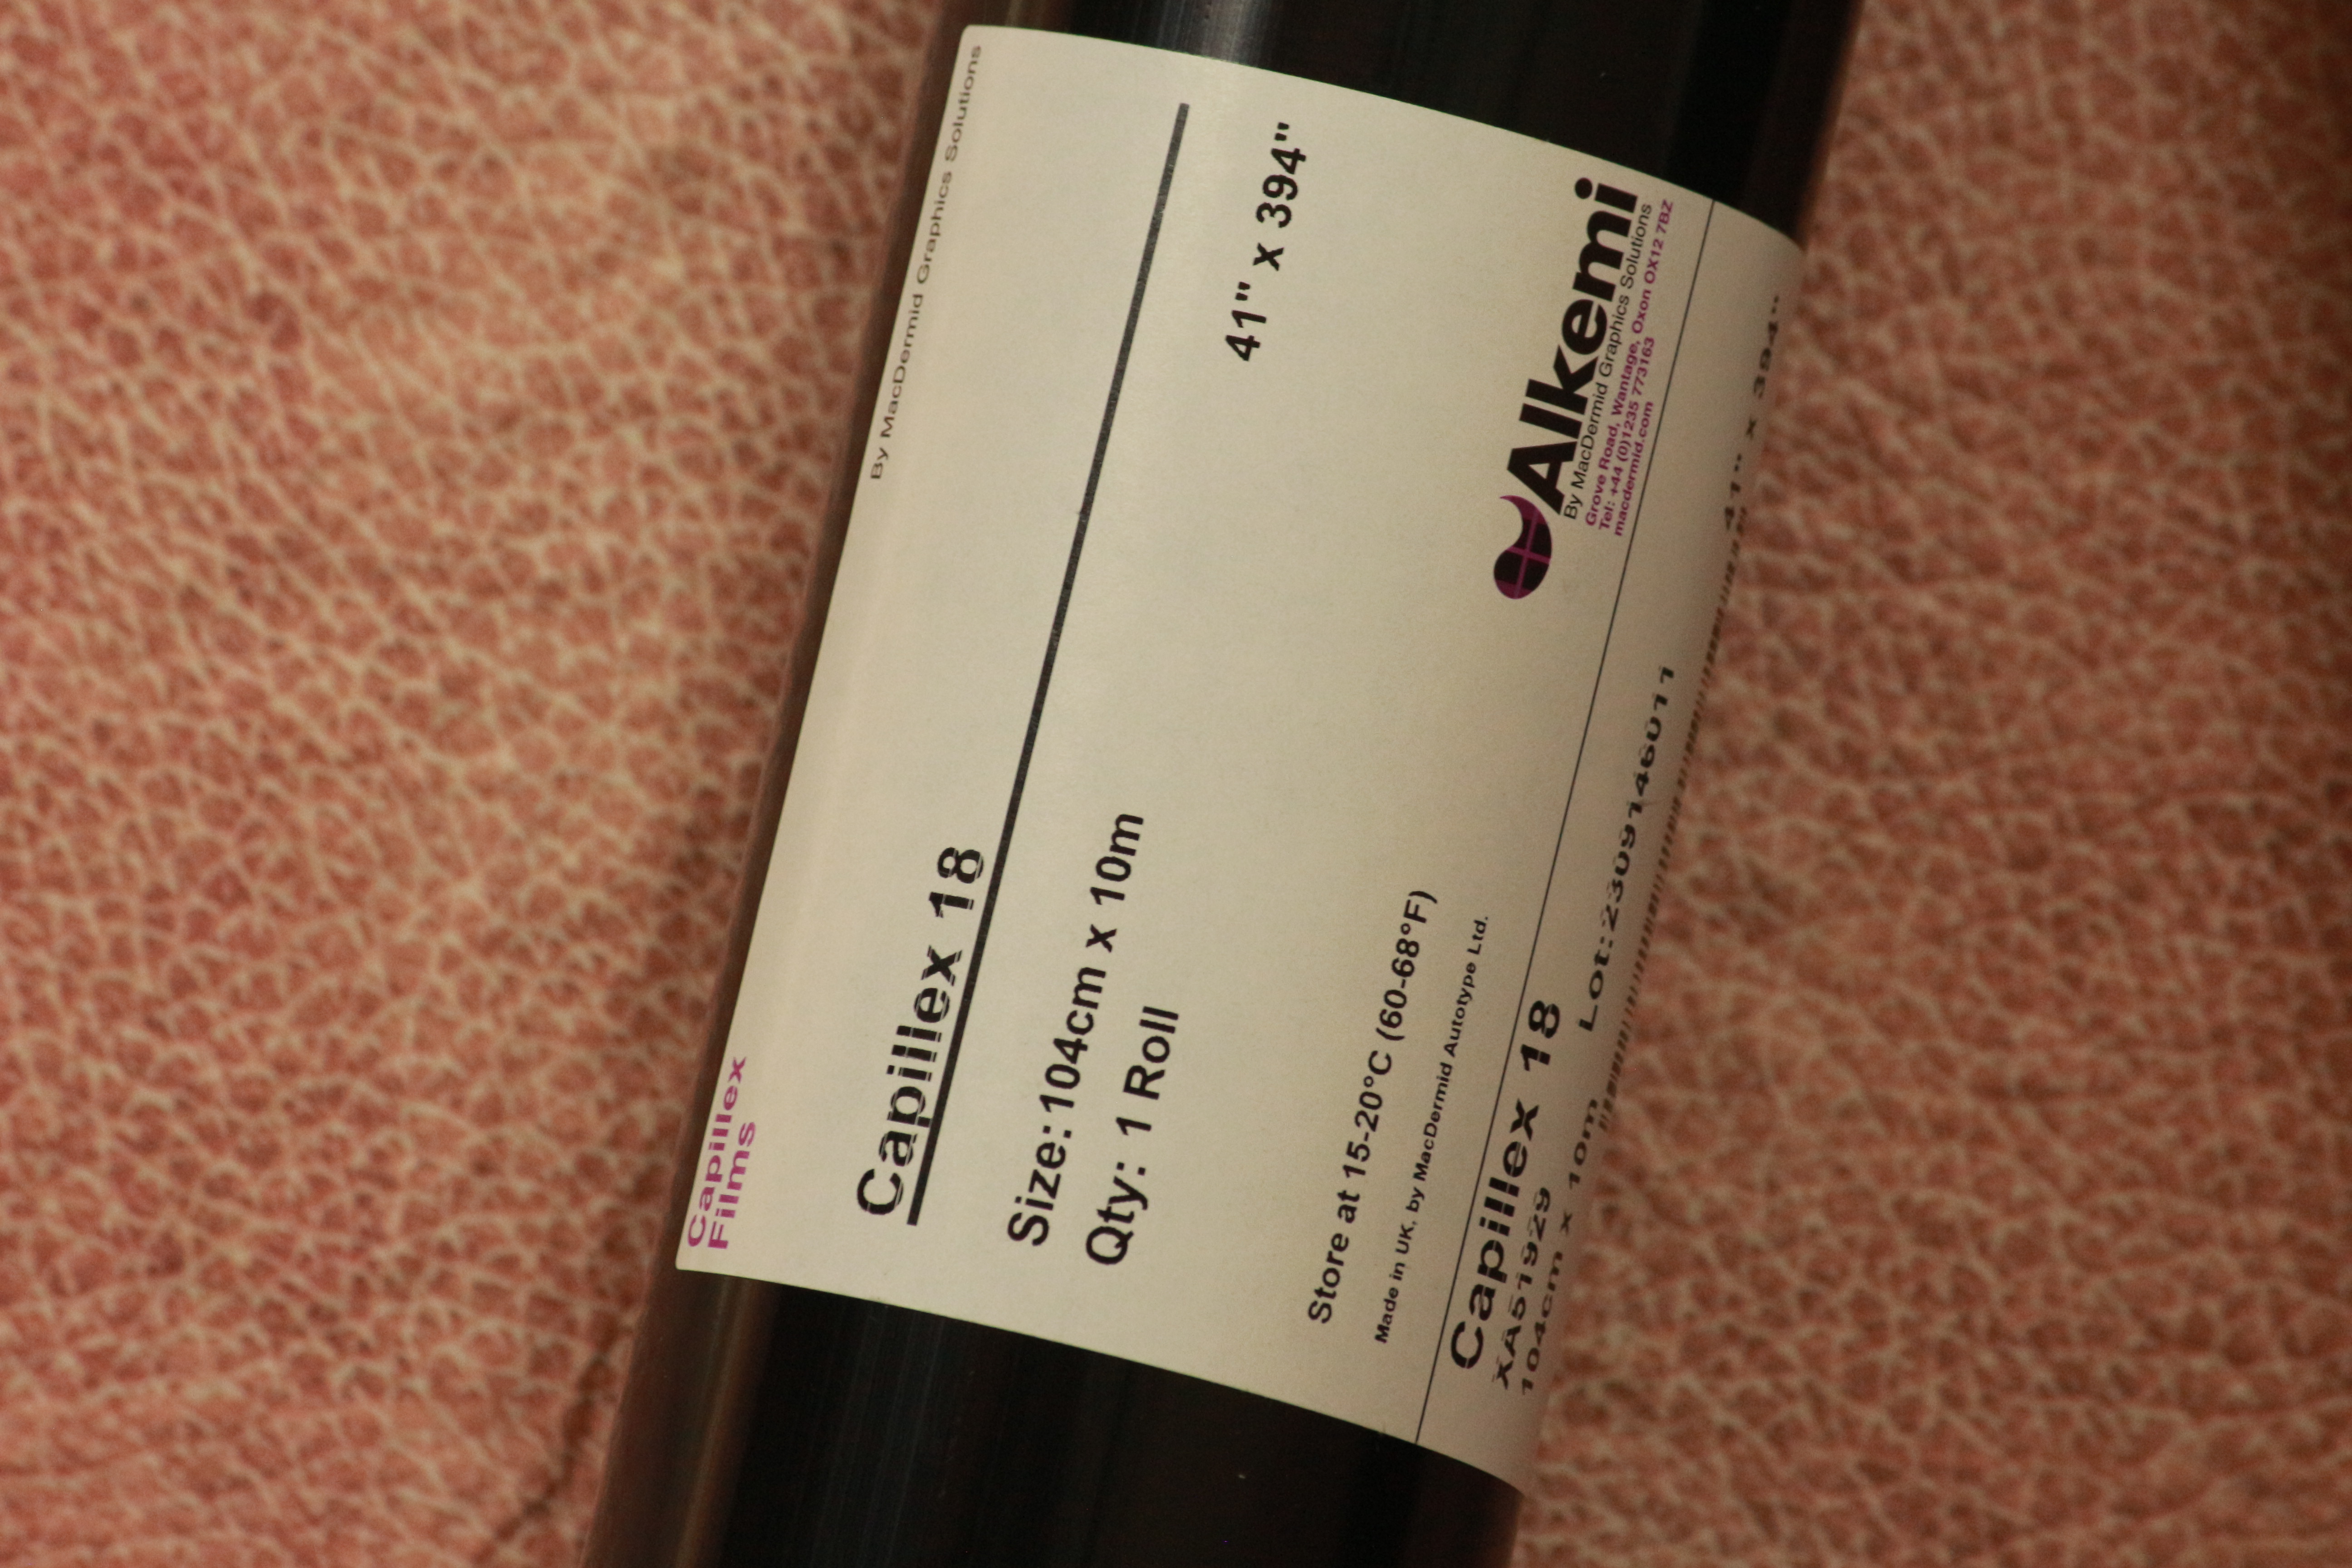 Capillex
Films
By MacDermid Graphics Solutions
Capillex 18
Size: 104cm x 10m
41" x 394"
Qty: 1 Roll
Store at 15-20°C (60-68°F)
Made in UK, by MacDermid Autotype Ltd.
Alkemi
By MacDermid Graphics Solutions
Grove Road, Wantage, Oxon OX12 7BZ
Tel: +44 (0)1235 773163
macdermid.com
Capillex 18
XA51929
Lot:2309146011
104cm x 10m
41" x 394"